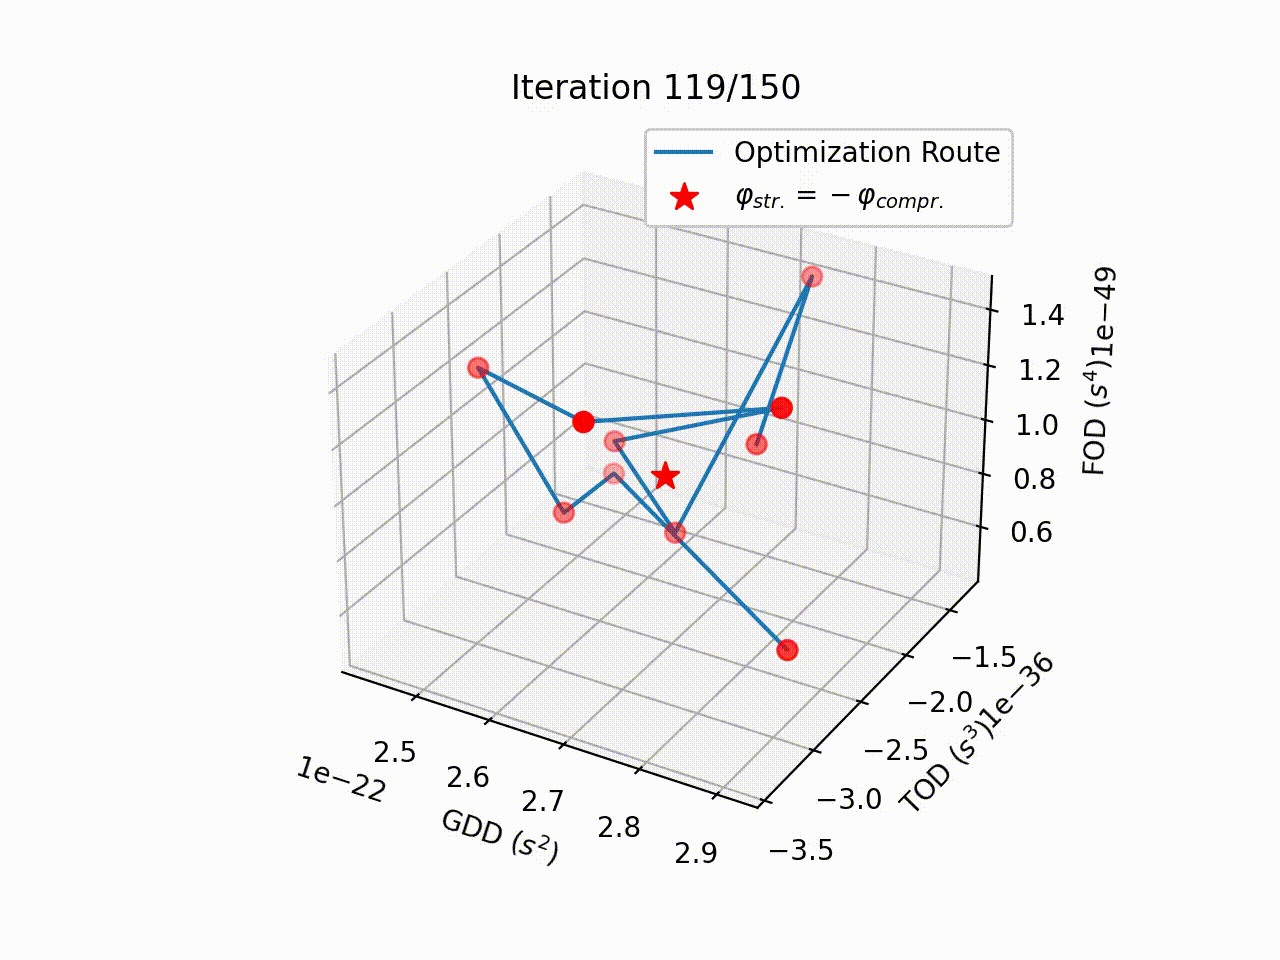 Iteration 119/150
Optimization Route
φstr. = −φcompr.
1.4
1.2
1.0
0.8
0.6
FOD (s⁴)1e−49
−1.5
−2.0
−2.5
−3.0
−3.5
TOD (s³)1e−36
2.5
2.6
2.7
2.8
2.9
1e−22
GDD (s²)